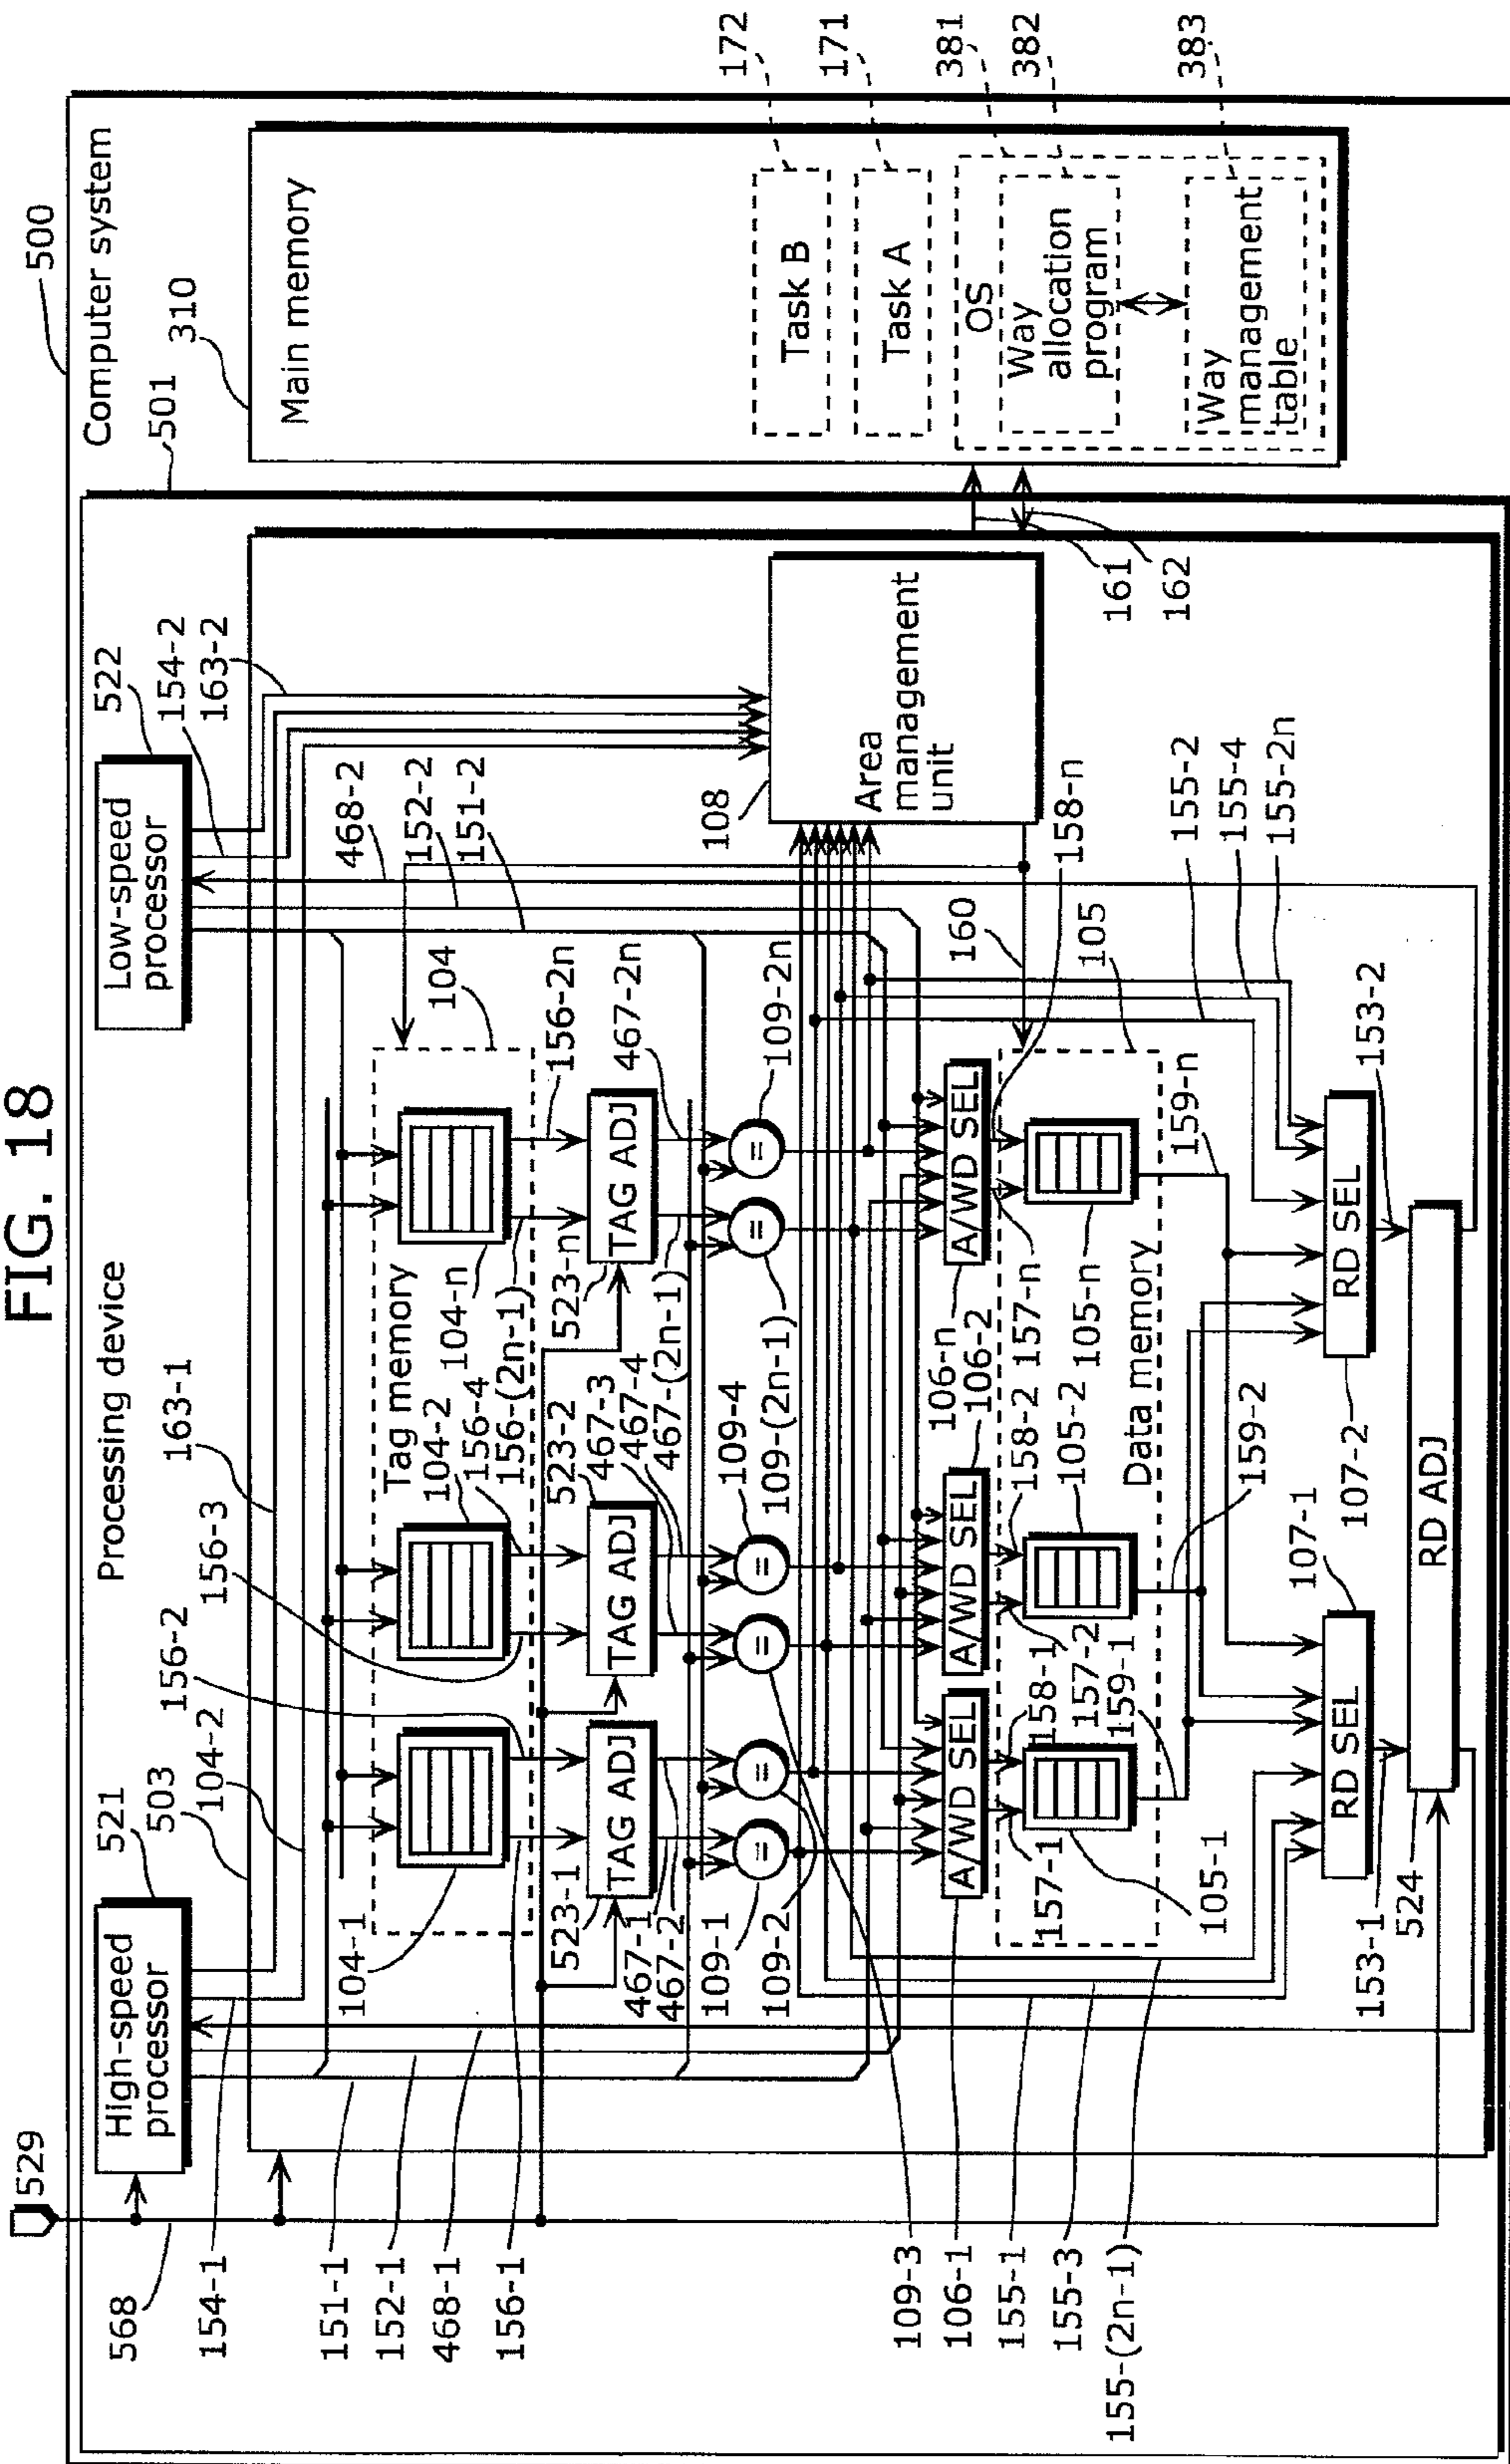 FIG. 18
500
Computer system
310
501
Main memory
Task B
172
Task A
171
OS
381
Way
allocation
program
382
Way
management
table
383
529
568
Processing device
High-speed
processor
521
503
104-2
163-1
154-1
Low-speed
processor
522
154-2
163-2
468-2
152-2
151-2
151-1
152-1
468-1
156-1
156-2
156-3
Tag memory
104
104-1
104-2
156-4
104-n
156-(2n-1)
156-2n
TAG ADJ
523-1
TAG ADJ
523-2
TAG ADJ
523-n
467-1
467-2
467-3
467-4
467-(2n-1)
467-2n
=
=
=
=
=
=
109-1
109-2
109-3
109-4
109-(2n-1)
109-2n
Area
management
unit
108
161
162
A/WD SEL
106-1
A/WD SEL
106-2
A/WD SEL
106-n
160
158-n
105
157-1
158-1
157-2
158-2
157-n
Data memory
105-1
105-2
105-n
159-1
159-2
159-n
155-1
155-3
155-(2n-1)
155-2
155-4
155-2n
RD SEL
107-1
RD SEL
107-2
153-1
153-2
RD ADJ
524